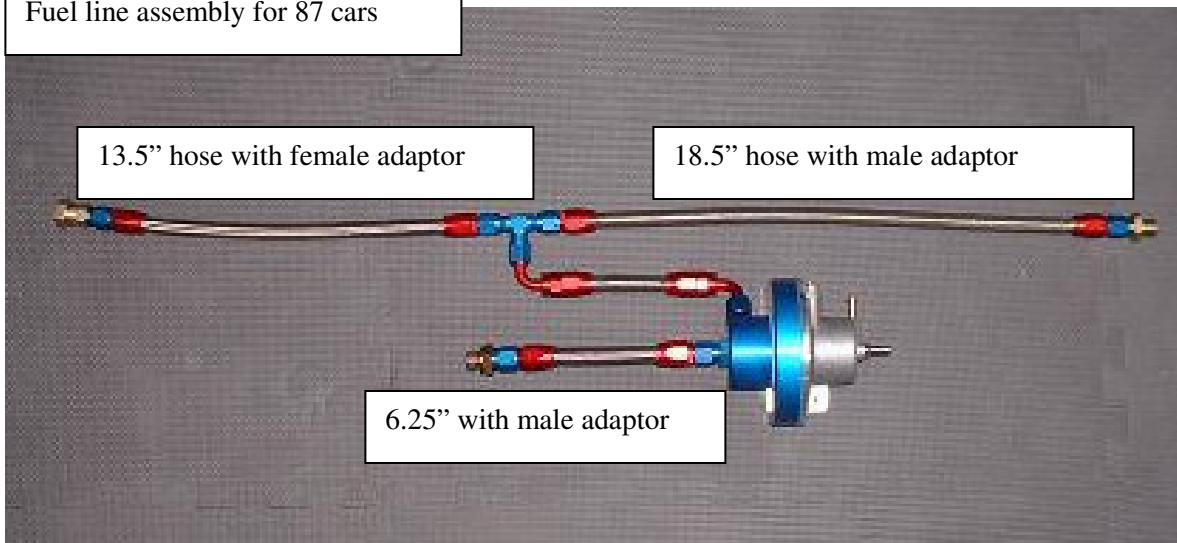 Fuel line assembly for 87 cars
13.5” hose with female adaptor
18.5” hose with male adaptor
6.25” with male adaptor